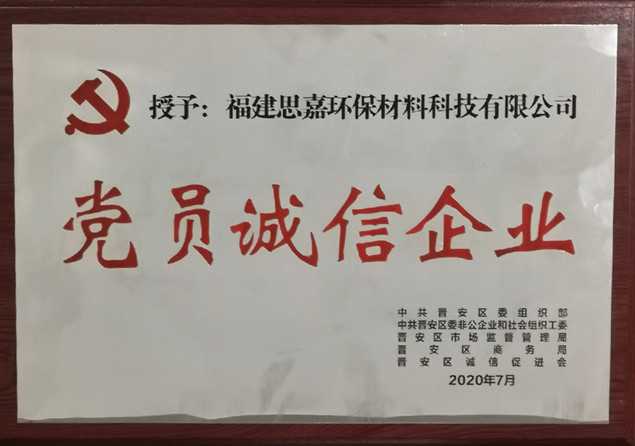 授予：福建思嘉环保材料科技有限公司
党员诚信企业
中共晋安区委组织部
中共晋安区委非公企业和社会组织工委
晋安区市场监督管理局
晋安区商务局
晋安区诚信促进会
2020年7月